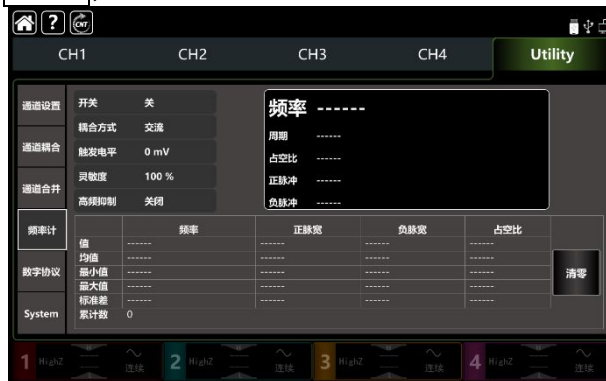 ? CNT
CH1 CH2 CH3 CH4 Utility
通道设置
通道耦合
通道合并
频率计
数字协议
System
开关 关
耦合方式 交流
触发电平 0 mV
灵敏度 100 %
高频抑制 关闭
频率 ------
周期 ------
占空比 ------
正脉冲 ------
负脉冲 ------
频率 正脉宽 负脉宽 占空比
值 ------ ------ ------ ------
均值 ------ ------ ------ ------
最小值 ------ ------ ------ ------
最大值 ------ ------ ------ ------
标准差 ------ ------ ------ ------
累计数 0
清零
1 HighZ 连续 2 HighZ 连续 3 HighZ 连续 4 HighZ 连续